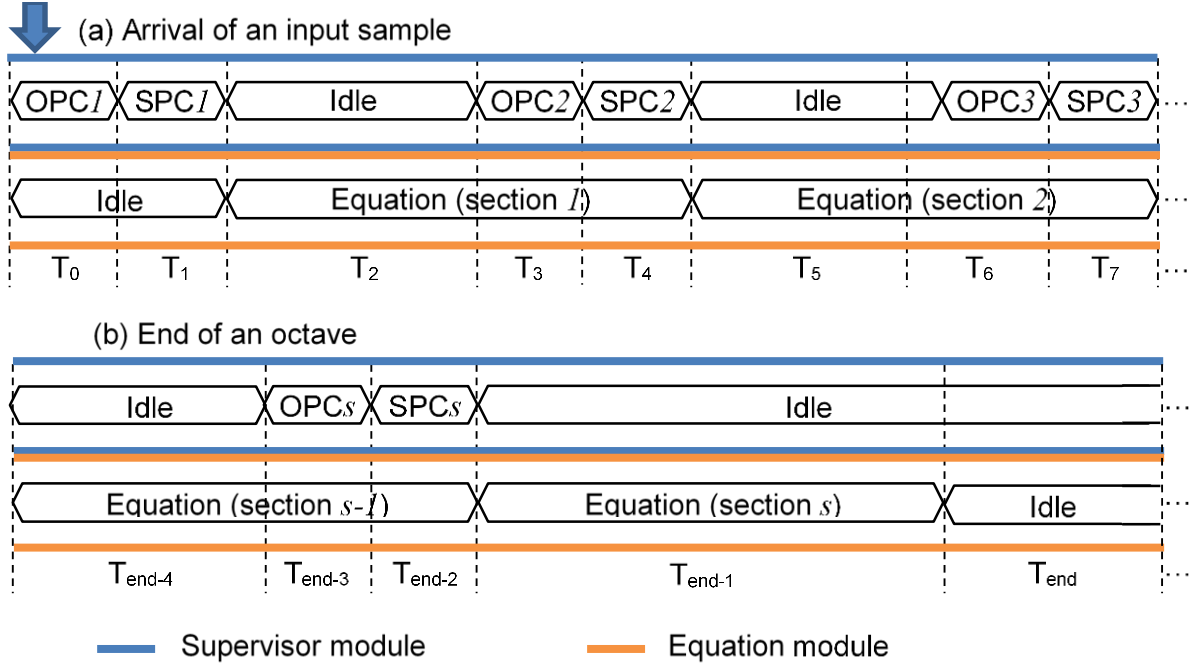 (a) Arrival of an input sample
OPC1 SPC1 Idle OPC2 SPC2 Idle OPC3 SPC3 ...
Idle Equation (section 1) Equation (section 2) ...
T0 T1 T2 T3 T4 T5 T6 T7 ...
(b) End of an octave
Idle OPCs SPCs Idle ...
Equation (section s-1) Equation (section s) Idle ...
Tend-4 Tend-3 Tend-2 Tend-1 Tend ...
Supervisor module Equation module